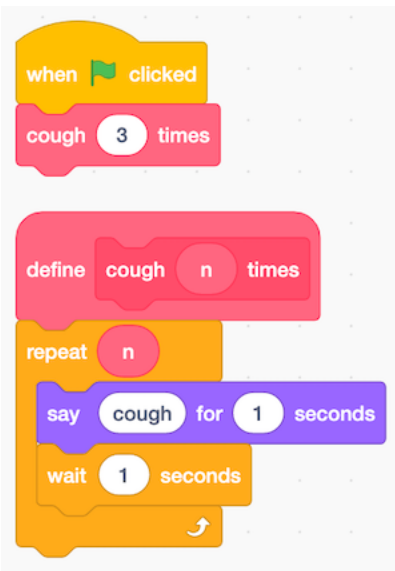 when clicked
cough 3 times
define cough n times
repeat n
say cough for 1 seconds
wait 1 seconds